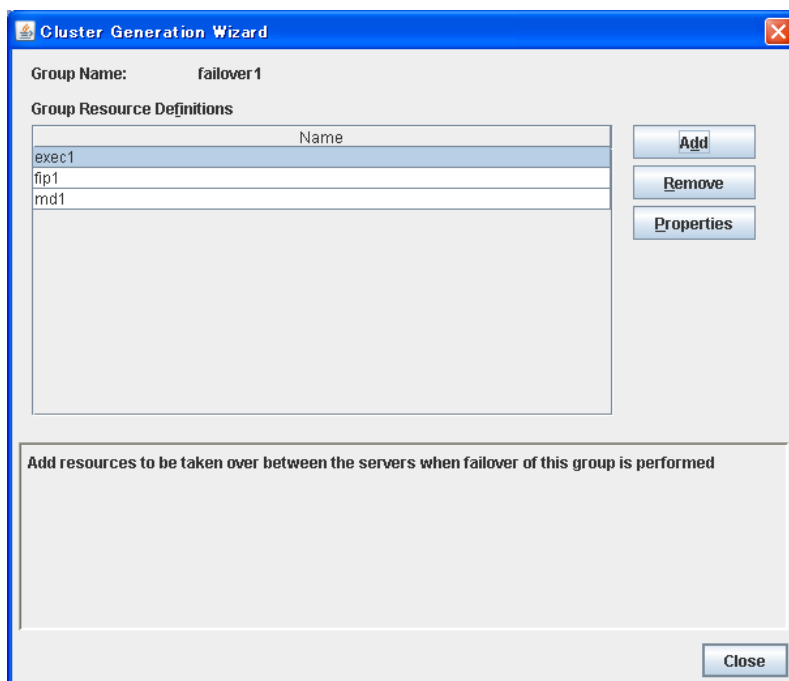 Cluster Generation Wizard
Group Name: failover1
Group Resource Definitions
Name
exec1
fip1
md1
Add
Remove
Properties
Add resources to be taken over between the servers when failover of this group is performed
Close